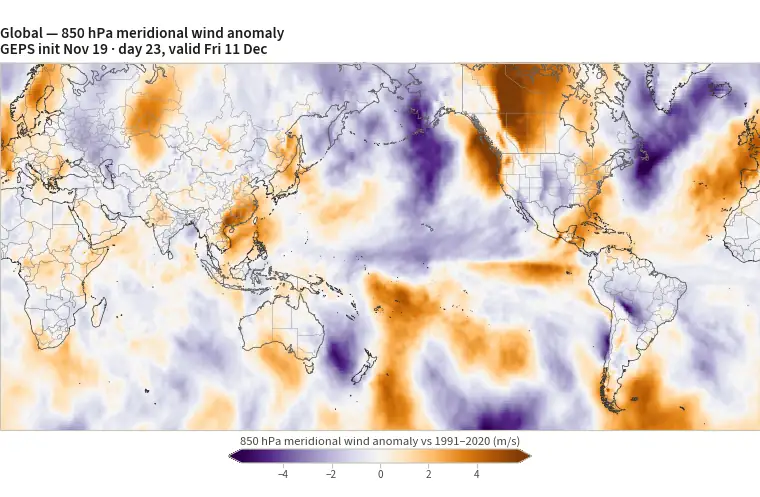 Global — 850 hPa meridional wind anomaly
GEPS init Nov 19 · day 23, valid Fri 11 Dec
850 hPa meridional wind anomaly vs 1991–2020 (m/s)
−4 −2 0 2 4